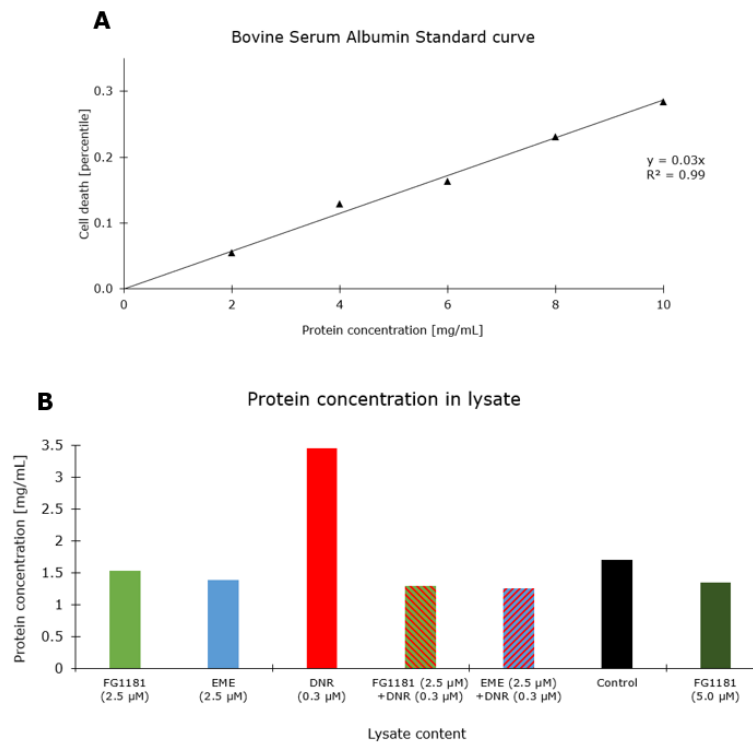 A
Bovine Serum Albumin Standard curve
0.3
0.2
0.1
0.0
Cell death [percentile]
y = 0.03x
R² = 0.99
0
2
4
6
8
10
Protein concentration [mg/mL]
B
Protein concentration in lysate
3.5
3
2.5
2
1.5
1
0.5
0
Protein concentration [mg/mL]
FG1181
(2.5 µM)
EME
(2.5 µM)
DNR
(0.3 µM)
FG1181 (2.5 µM)
+DNR (0.3 µM)
EME (2.5 µM)
+DNR (0.3 µM)
Control
FG1181
(5.0 µM)
Lysate content